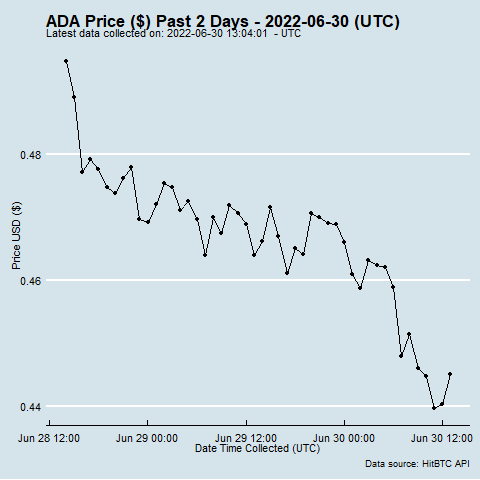 ADA Price ($) Past 2 Days - 2022-06-30 (UTC)
Latest data collected on: 2022-06-30 13:04:01 - UTC
Price USD ($)
0.48
0.46
0.44
Jun 28 12:00
Jun 29 00:00
Jun 29 12:00
Jun 30 00:00
Jun 30 12:00
Date Time Collected (UTC)
Data source: HitBTC API